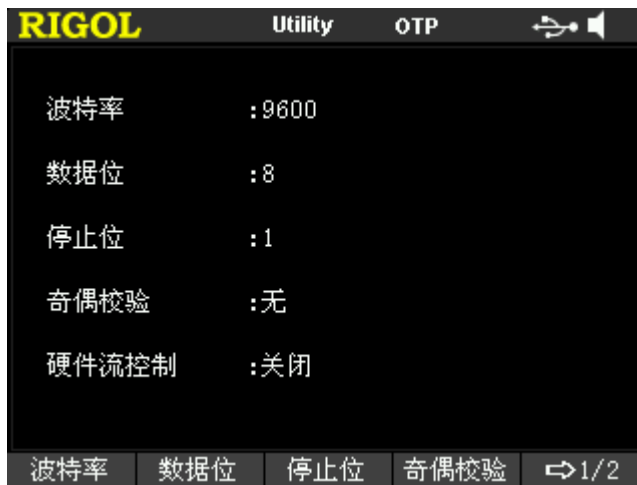 RIGOL Utility OTP
波特率 :9600
数据位 :8
停止位 :1
奇偶校验 :无
硬件流控制 :关闭
波特率 数据位 停止位 奇偶校验 ⇨1/2